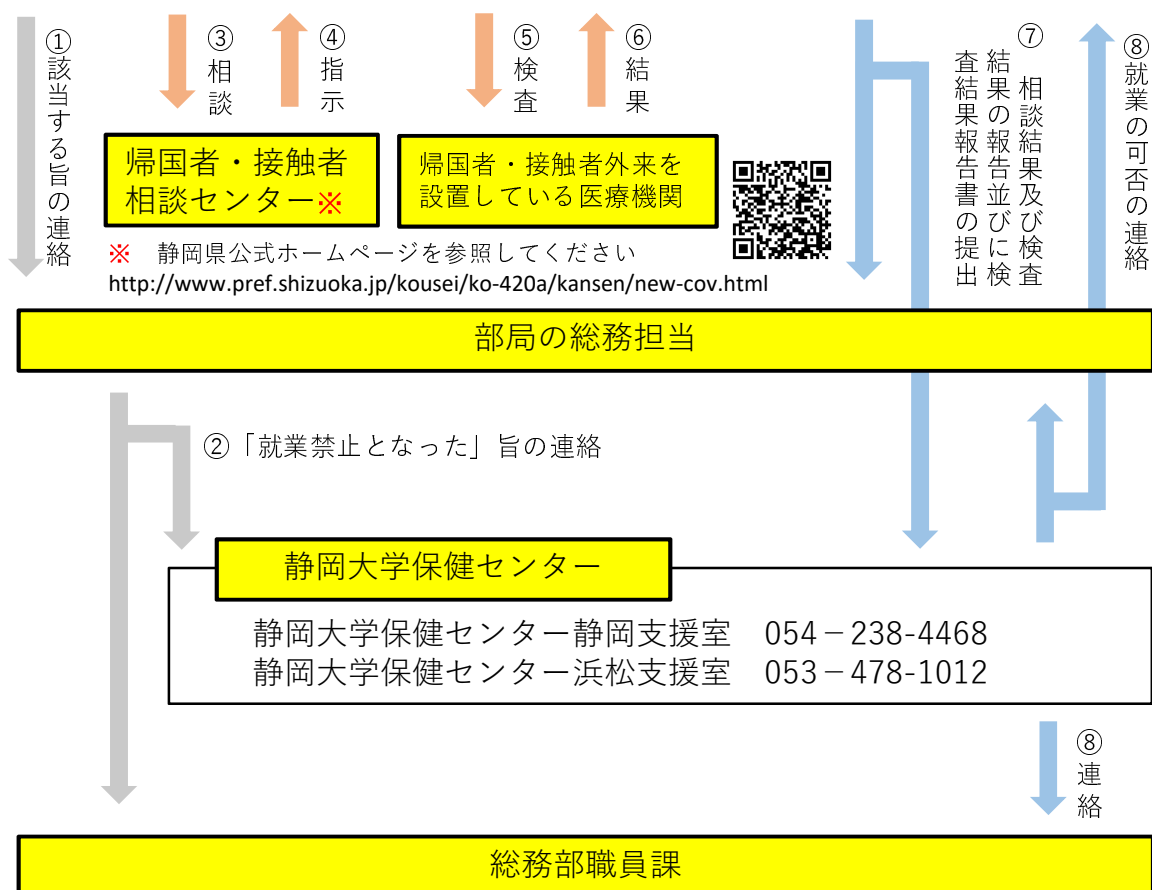 ①該当する旨の連絡
③相談
④指示
⑤検査
⑥結果
⑦　相談結果及び検査
結果の報告並びに検
査結果報告書の提出
⑧就業の可否の連絡
帰国者・接触者
相談センター※
帰国者・接触者外来を
設置している医療機関
※　静岡県公式ホームページを参照してください
http://www.pref.shizuoka.jp/kousei/ko-420a/kansen/new-cov.html
部局の総務担当
②「就業禁止となった」旨の連絡
静岡大学保健センター
静岡大学保健センター静岡支援室　054－238-4468
静岡大学保健センター浜松支援室　053－478-1012
⑧連絡
総務部職員課